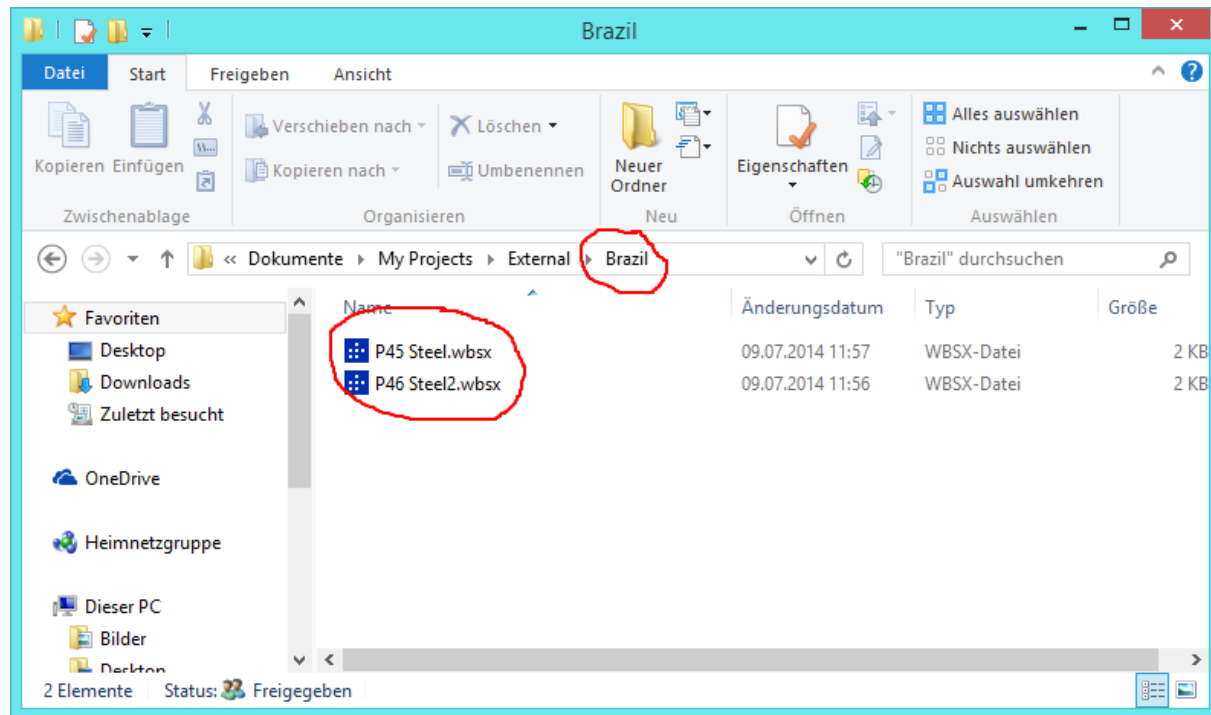 Brazil
Datei Start Freigeben Ansicht
Kopieren Einfügen Verschieben nach Kopieren nach Löschen Umbenennen Neuer Ordner Eigenschaften Alles auswählen Nichts auswählen Auswahl umkehren
Zwischenablage Organisieren Neu Öffnen Auswählen
« Dokumente My Projects External Brazil "Brazil" durchsuchen
Name Änderungsdatum Typ Größe
P45 Steel.wbsx 09.07.2014 11:57 WBSX-Datei 2 KB
P46 Steel2.wbsx 09.07.2014 11:56 WBSX-Datei 2 KB
Favoriten
Desktop
Downloads
Zuletzt besucht
OneDrive
Heimnetzgruppe
Dieser PC
Bilder
Desktop
2 Elemente Status: Freigegeben